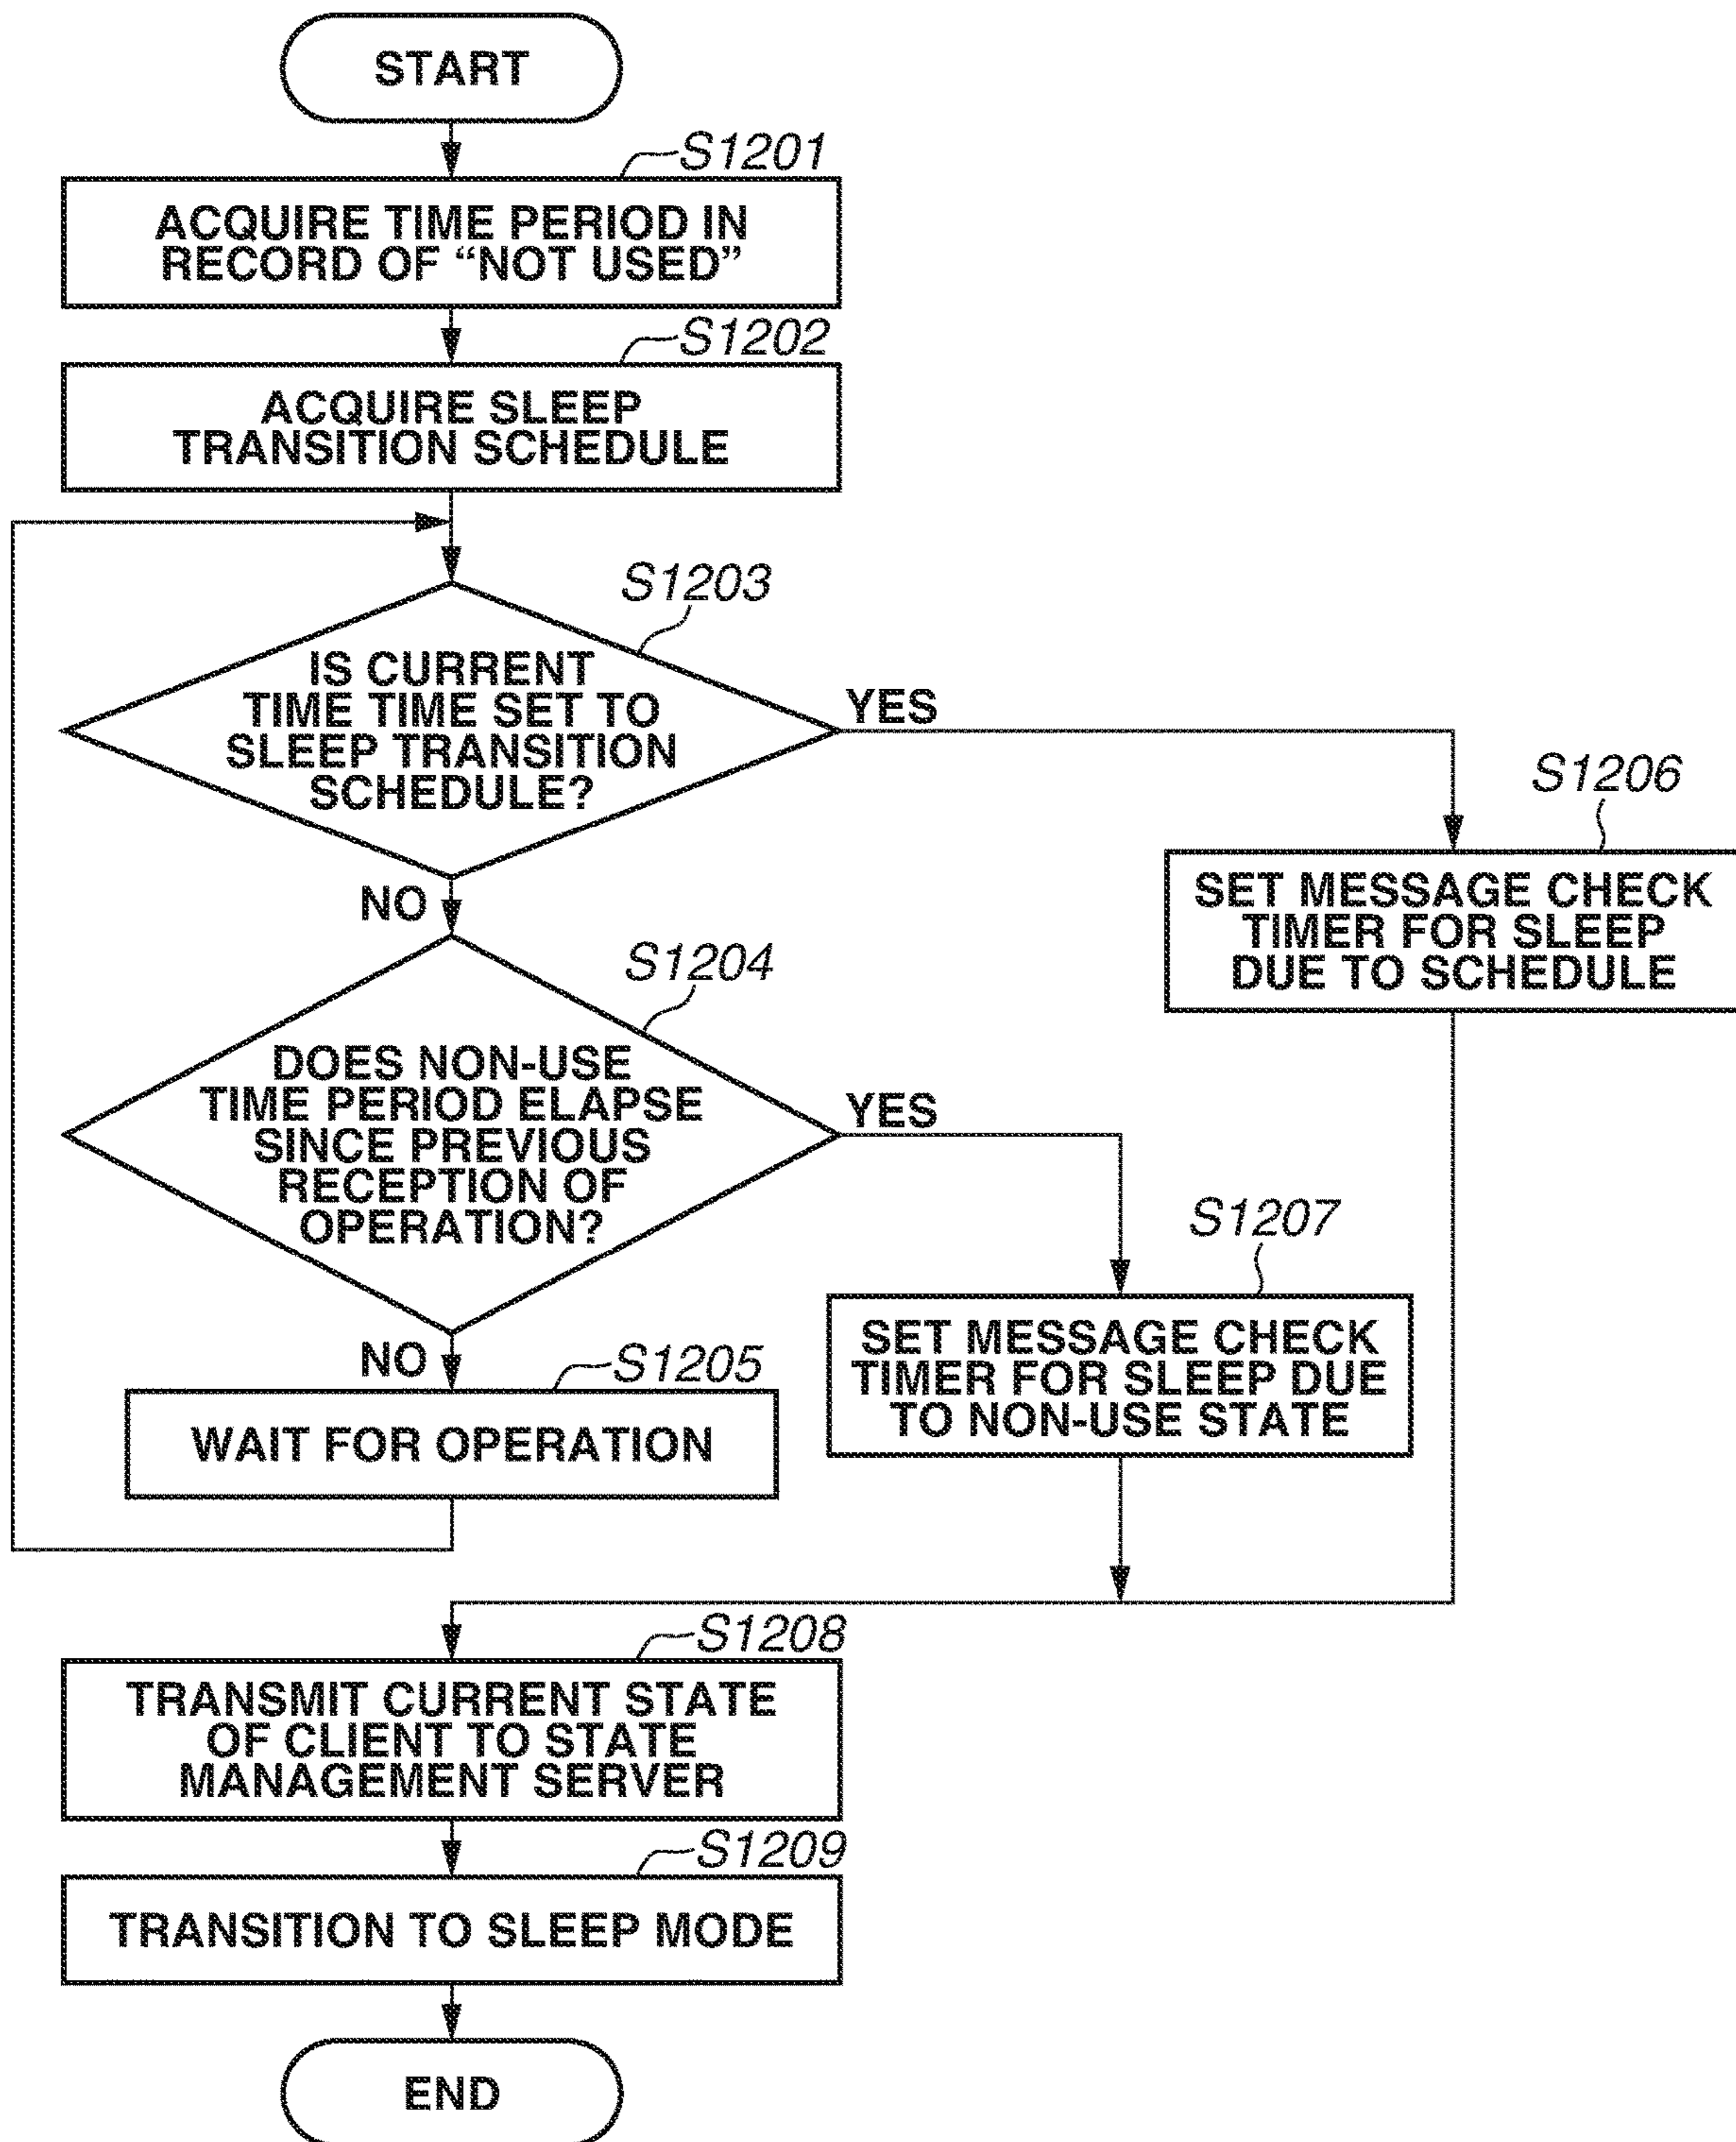 START
S1201
ACQUIRE TIME PERIOD IN
RECORD OF “NOT USED”
S1202
ACQUIRE SLEEP
TRANSITION SCHEDULE
S1203
IS CURRENT
TIME TIME SET TO
SLEEP TRANSITION
SCHEDULE?
YES
NO
S1206
SET MESSAGE CHECK
TIMER FOR SLEEP
DUE TO SCHEDULE
S1204
DOES NON-USE
TIME PERIOD ELAPSE
SINCE PREVIOUS
RECEPTION OF
OPERATION?
YES
NO
S1207
SET MESSAGE CHECK
TIMER FOR SLEEP DUE
TO NON-USE STATE
S1205
WAIT FOR OPERATION
S1208
TRANSMIT CURRENT STATE
OF CLIENT TO STATE
MANAGEMENT SERVER
S1209
TRANSITION TO SLEEP MODE
END